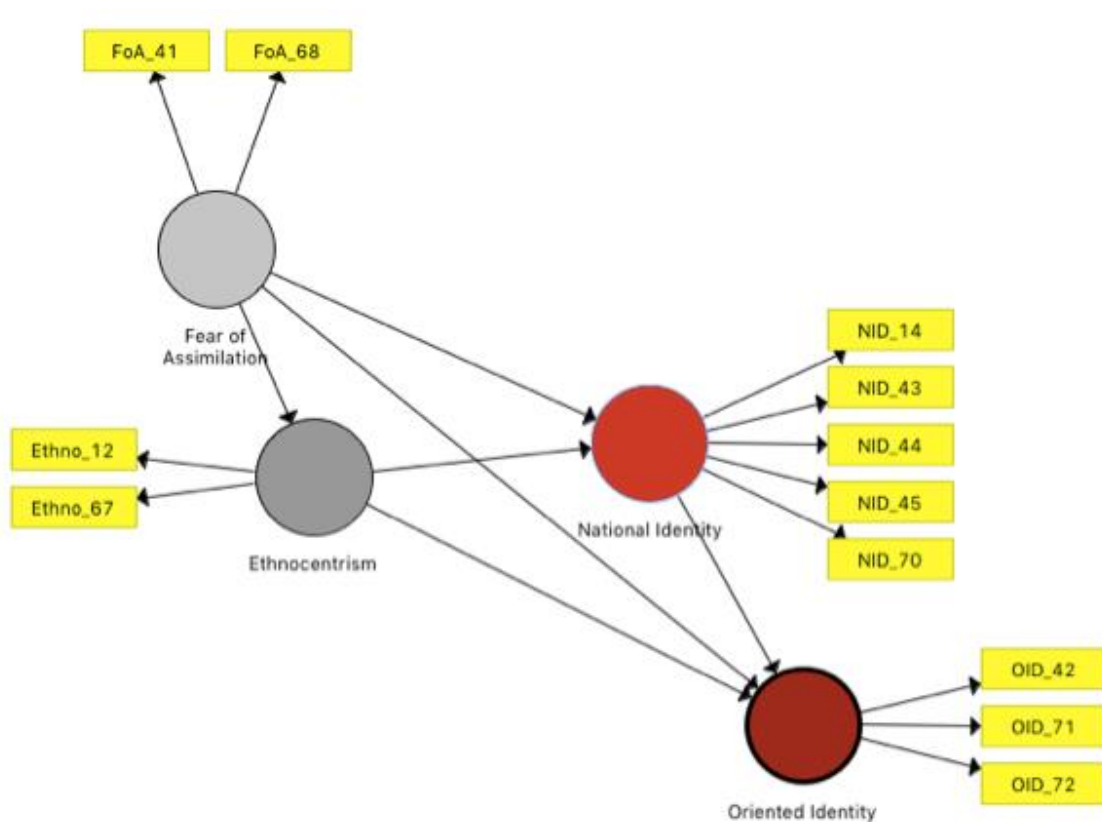 FoA_41
FoA_68
Fear of
Assimilation
NID_14
NID_43
Ethno_12
NID_44
Ethno_67
NID_45
National Identity
NID_70
Ethnocentrism
OID_42
OID_71
OID_72
Oriented Identity